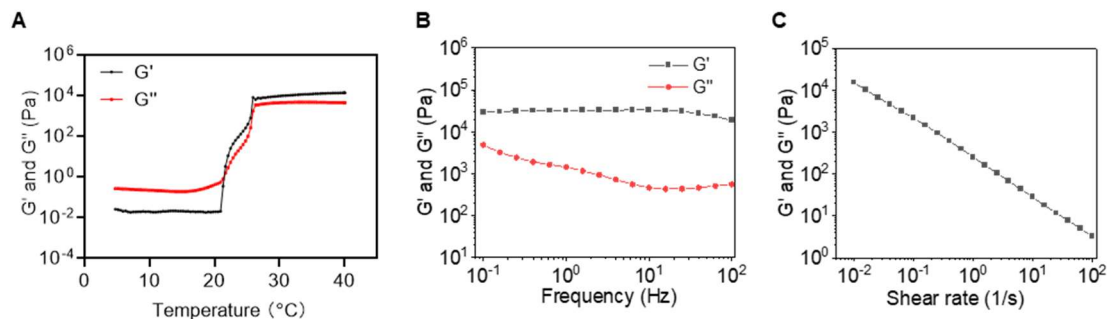 A
G' and G'' (Pa)
10^6
10^4
10^2
10^0
10^-2
10^-4
G'
G''
0
10
20
30
40
Temperature (°C)
B
G' and G'' (Pa)
10^6
10^5
10^4
10^3
10^2
10^1
G'
G''
10^-1
10^0
10^1
10^2
Frequency (Hz)
C
G' and G'' (Pa)
10^5
10^4
10^3
10^2
10^1
10^0
10^-2
10^-1
10^0
10^1
10^2
Shear rate (1/s)